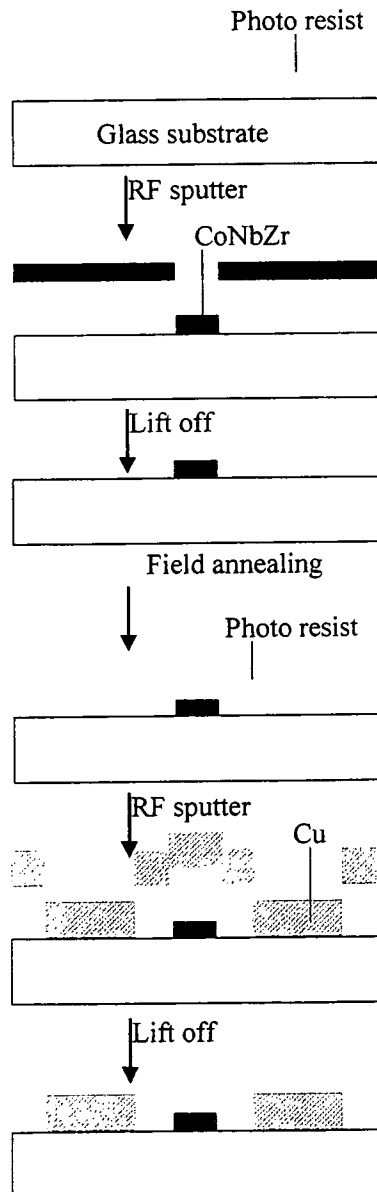 Photo resist
Glass substrate
RF sputter
CoNbZr
Lift off
Field annealing
Photo resist
RF sputter
Cu
Lift off